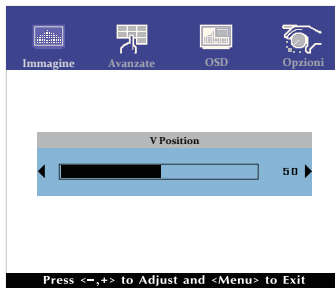 Immagine Avanzate OSD Opzioni
V Position
50
Press <-,+> to Adjust and <Menu> to Exit